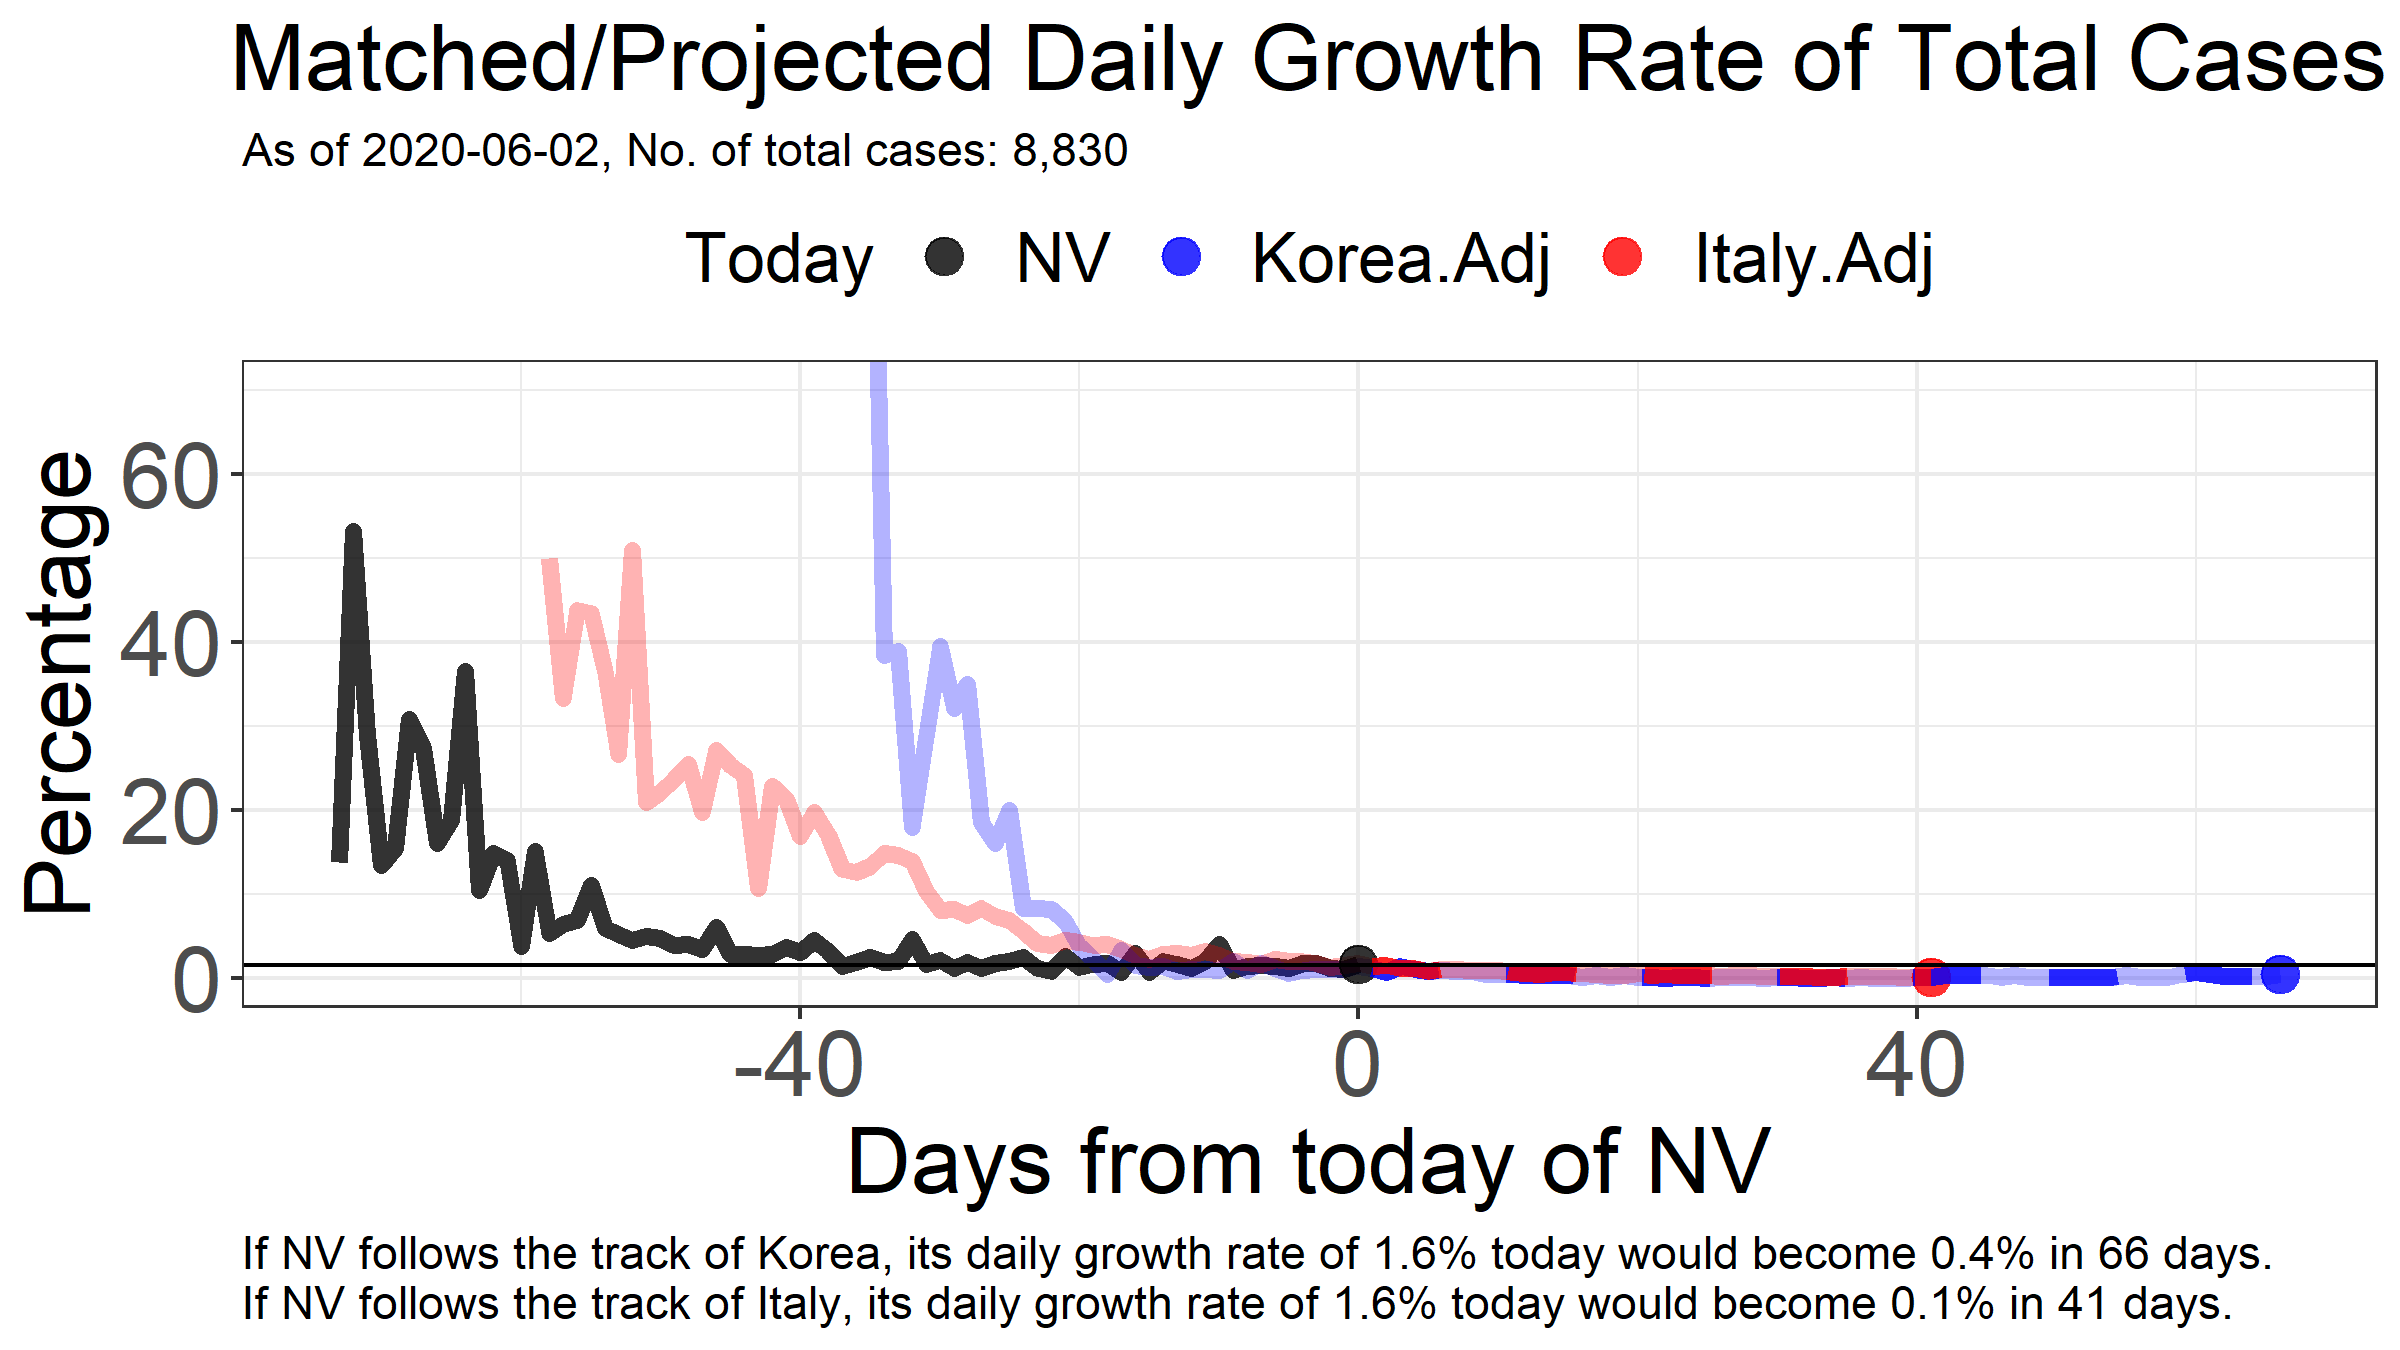 Matched/Projected Daily Growth Rate of Total Cases
As of 2020-06-02, No. of total cases: 8,830
Today NV Korea.Adj Italy.Adj
Percentage
60
40
20
0
-40 0 40
Days from today of NV
If NV follows the track of Korea, its daily growth rate of 1.6% today would become 0.4% in 66 days.
If NV follows the track of Italy, its daily growth rate of 1.6% today would become 0.1% in 41 days.